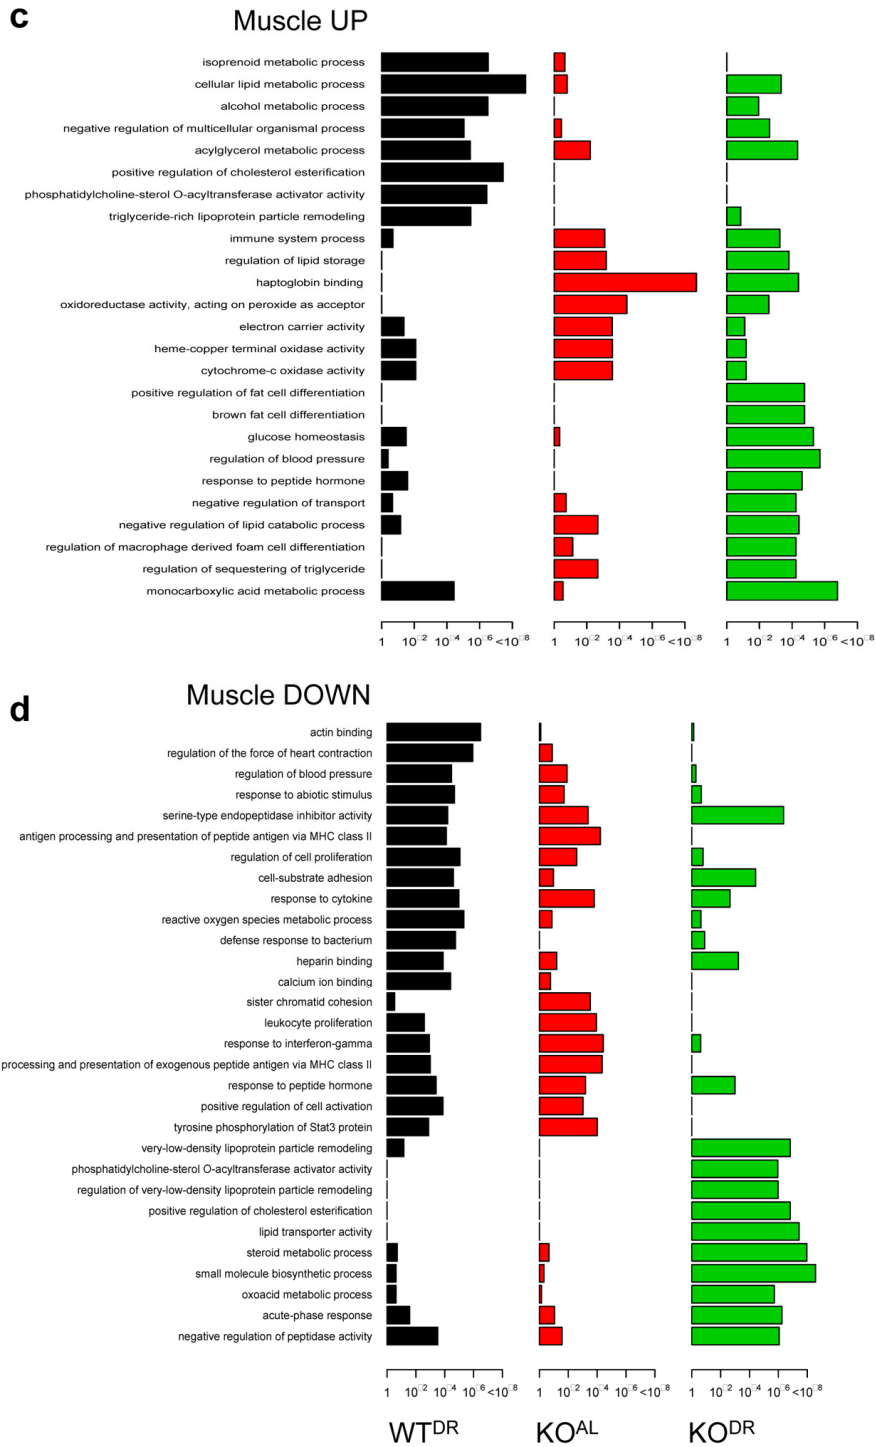 c
Muscle UP
isoprenoid metabolic process
cellular lipid metabolic process
alcohol metabolic process
negative regulation of multicellular organismal process
acylglycerol metabolic process
positive regulation of cholesterol esterification
phosphatidylcholine-sterol O-acyltransferase activator activity
triglyceride-rich lipoprotein particle remodeling
immune system process
regulation of lipid storage
haptoglobin binding
oxidoreductase activity, acting on peroxide as acceptor
electron carrier activity
heme-copper terminal oxidase activity
cytochrome-c oxidase activity
positive regulation of fat cell differentiation
brown fat cell differentiation
glucose homeostasis
regulation of blood pressure
response to peptide hormone
negative regulation of transport
negative regulation of lipid catabolic process
regulation of macrophage derived foam cell differentiation
regulation of sequestering of triglyceride
monocarboxylic acid metabolic process
1 10□2 10□4 10□6 <10□8 1 10□2 10□4 10□6 <10□8 1 10□2 10□4 10□6 <10□8
d
Muscle DOWN
actin binding
regulation of the force of heart contraction
regulation of blood pressure
response to abiotic stimulus
serine-type endopeptidase inhibitor activity
antigen processing and presentation of peptide antigen via MHC class II
regulation of cell proliferation
cell-substrate adhesion
response to cytokine
reactive oxygen species metabolic process
defense response to bacterium
heparin binding
calcium ion binding
sister chromatid cohesion
leukocyte proliferation
response to interferon-gamma
processing and presentation of exogenous peptide antigen via MHC class II
response to peptide hormone
positive regulation of cell activation
tyrosine phosphorylation of Stat3 protein
very-low-density lipoprotein particle remodeling
phosphatidylcholine-sterol O-acyltransferase activator activity
regulation of very-low-density lipoprotein particle remodeling
positive regulation of cholesterol esterification
lipid transporter activity
steroid metabolic process
small molecule biosynthetic process
oxoacid metabolic process
acute-phase response
negative regulation of peptidase activity
1 10□2 10□4 10□6 <10□8 1 10□2 10□4 10□6 <10□8 1 10□2 10□4 10□6 <10□8
WT^DR KO^AL KO^DR